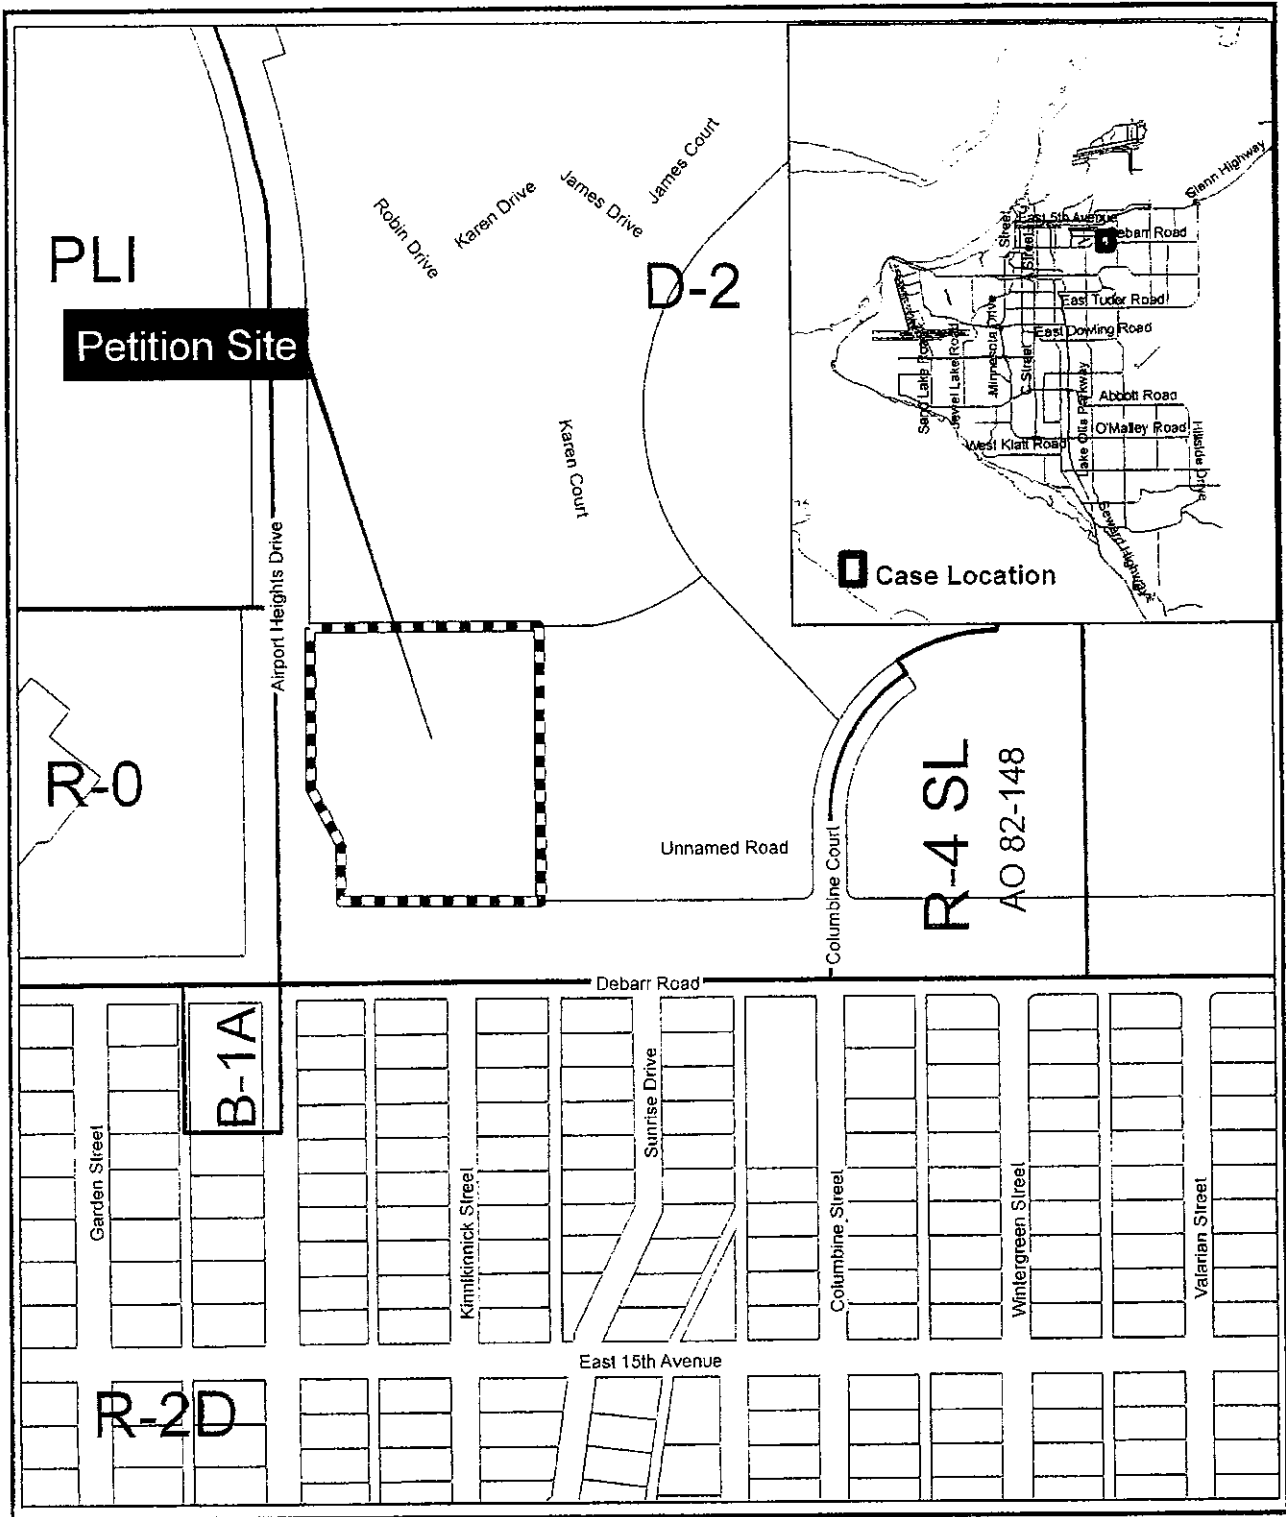 PLI
Petition Site
Robin Drive
Karen Drive
James Drive
James Court
D-2
Karen Court
Airport Heights Drive
R-0
Unnamed Road
Columbine Court
R-4 SL
AO 82-148
Debarr Road
B-1A
Garden Street
Kinnikinnick Street
Sunrise Drive
Columbine Street
Wintergreen Street
Valarian Street
East 15th Avenue
R-2D
Glenn Highway
East 5th Avenue
Debarr Road
Street
Street
East Tudor Road
East Dowling Road
Minnesota Drive
C Street
Sand Lake Road
Jewel Lake Road
Abbott Road
O'Malley Road
West Klatt Road
Lake Otis Parkway
Hillside Drive
Seward Highway
Case Location